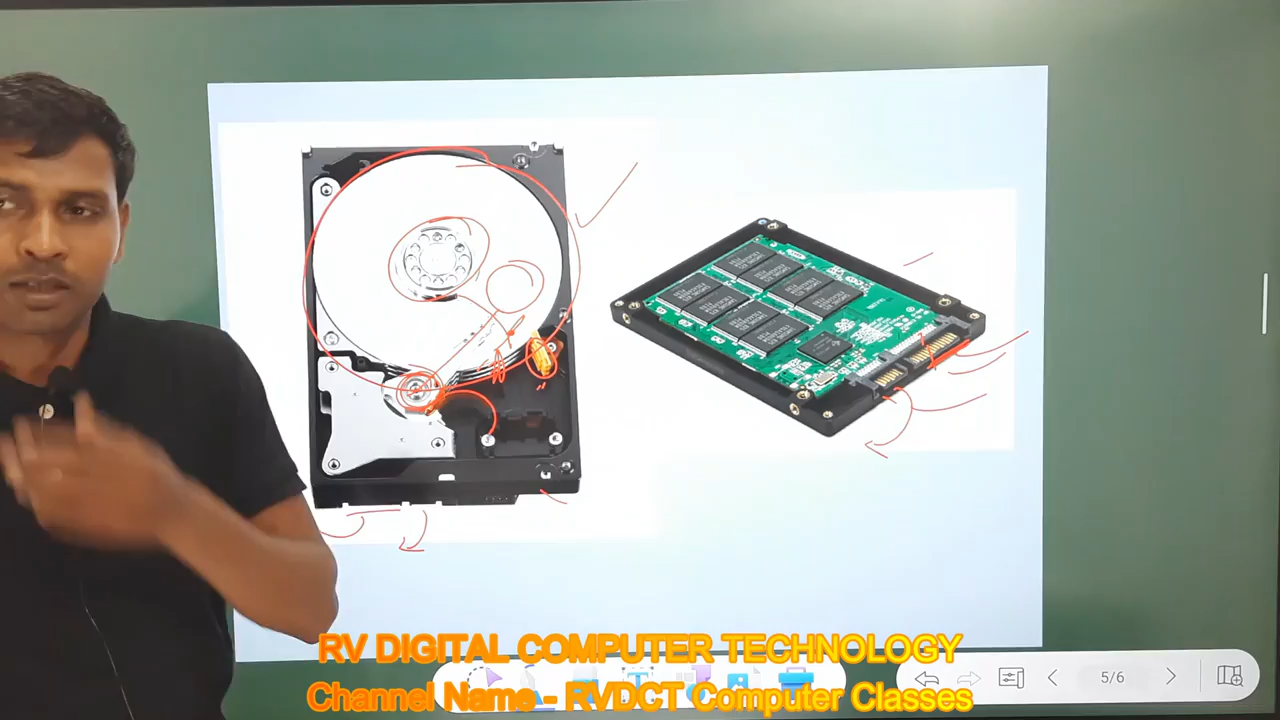 5/6
RV DIGITAL COMPUTER TECHNOLOGY
Channel Name - RVDCT Computer Classes